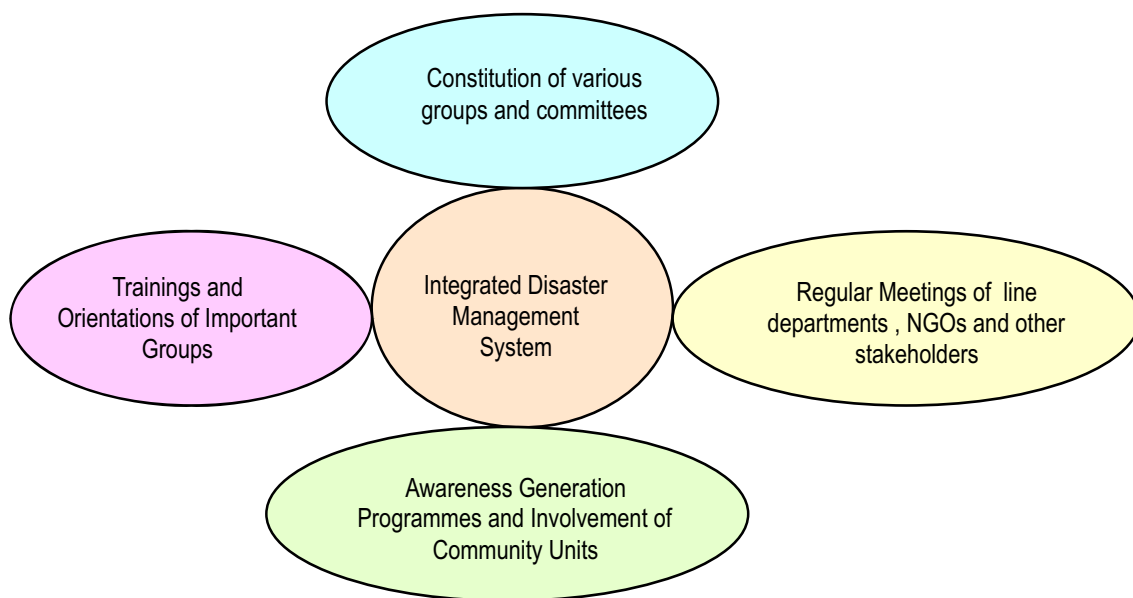 Constitution of various
groups and committees
Trainings and
Orientations of Important
Groups
Integrated Disaster
Management
System
Regular Meetings of line
departments , NGOs and other
stakeholders
Awareness Generation
Programmes and Involvement of
Community Units